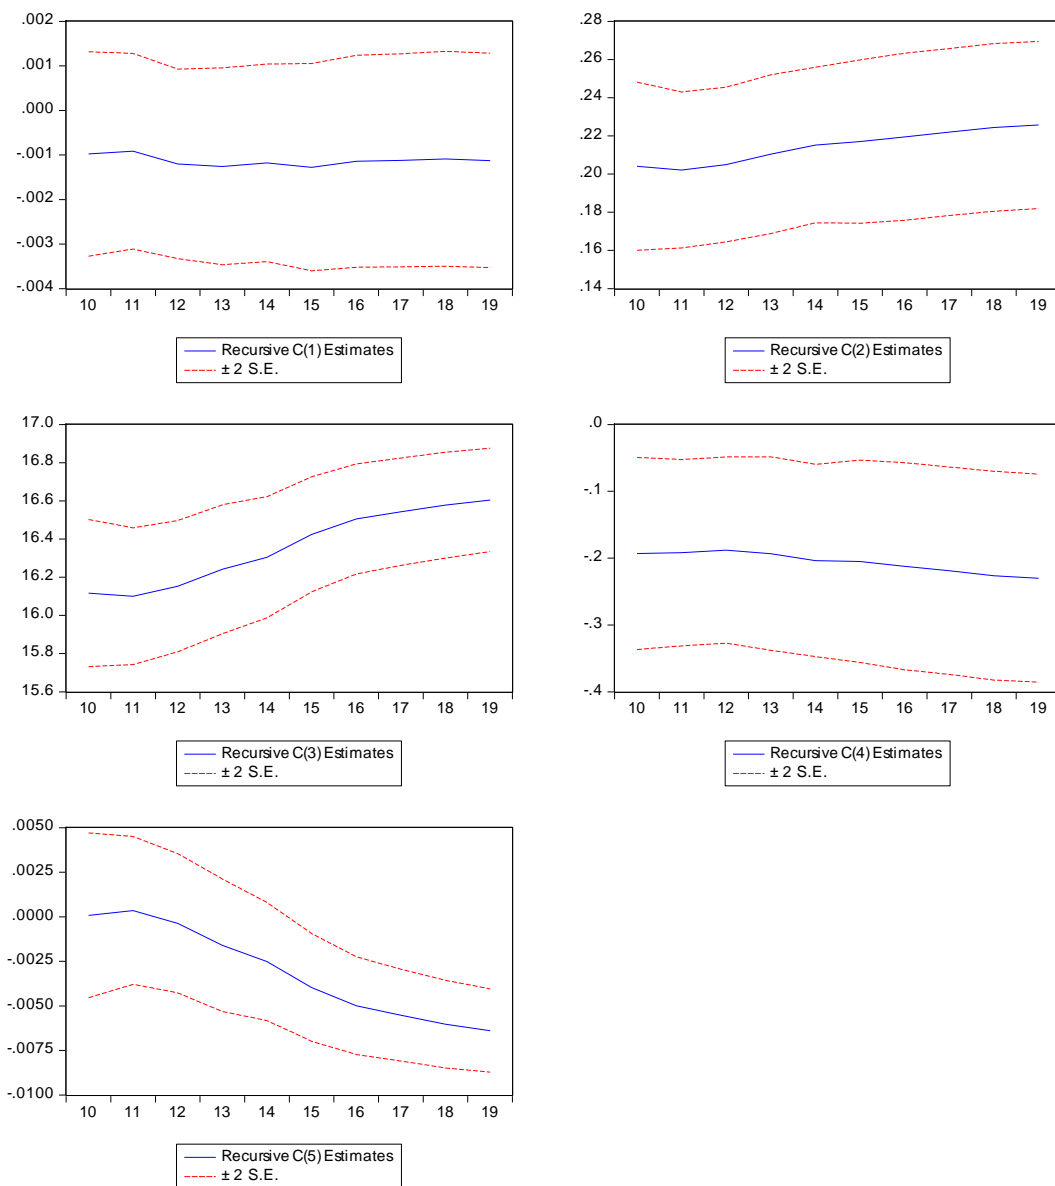 .002
.001
.000
-.001
-.002
-.003
-.004
10 11 12 13 14 15 16 17 18 19
Recursive C(1) Estimates
± 2 S.E.
.28
.26
.24
.22
.20
.18
.16
.14
10 11 12 13 14 15 16 17 18 19
Recursive C(2) Estimates
± 2 S.E.
17.0
16.8
16.6
16.4
16.2
16.0
15.8
15.6
10 11 12 13 14 15 16 17 18 19
Recursive C(3) Estimates
± 2 S.E.
.0
-.1
-.2
-.3
-.4
10 11 12 13 14 15 16 17 18 19
Recursive C(4) Estimates
± 2 S.E.
.0050
.0025
.0000
-.0025
-.0050
-.0075
-.0100
10 11 12 13 14 15 16 17 18 19
Recursive C(5) Estimates
± 2 S.E.